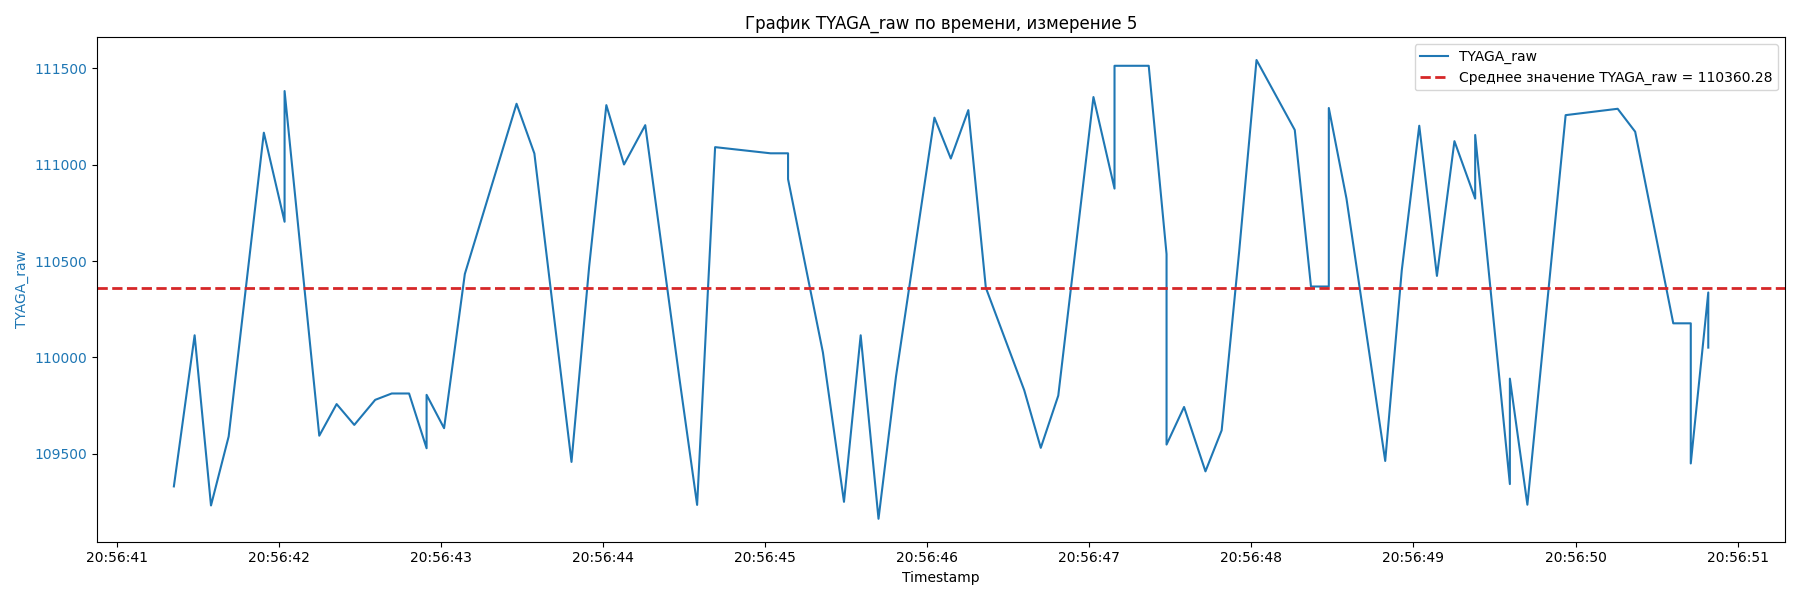 График TYAGA_raw по времени, измерение 5
TYAGA_raw
Среднее значение TYAGA_raw = 110360.28
111500
111000
110500
110000
109500
TYAGA_raw
20:56:41 20:56:42 20:56:43 20:56:44 20:56:45 20:56:46 20:56:47 20:56:48 20:56:49 20:56:50 20:56:51
Timestamp